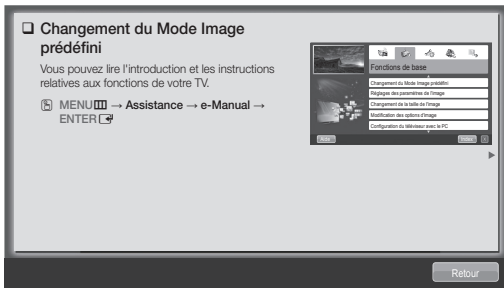 ❑ Changement du Mode Image
prédéfini
Vous pouvez lire l'introduction et les instructions
relatives aux fonctions de votre TV.
MENU → Assistance → e-Manual →
ENTER
Fonctions de base
Changement du Mode Image prédéfini
Réglages des paramètres de l'image
Changement de la taille de l'image
Modification des options d'image
Configuration du téléviseur avec le PC
Index
Retour